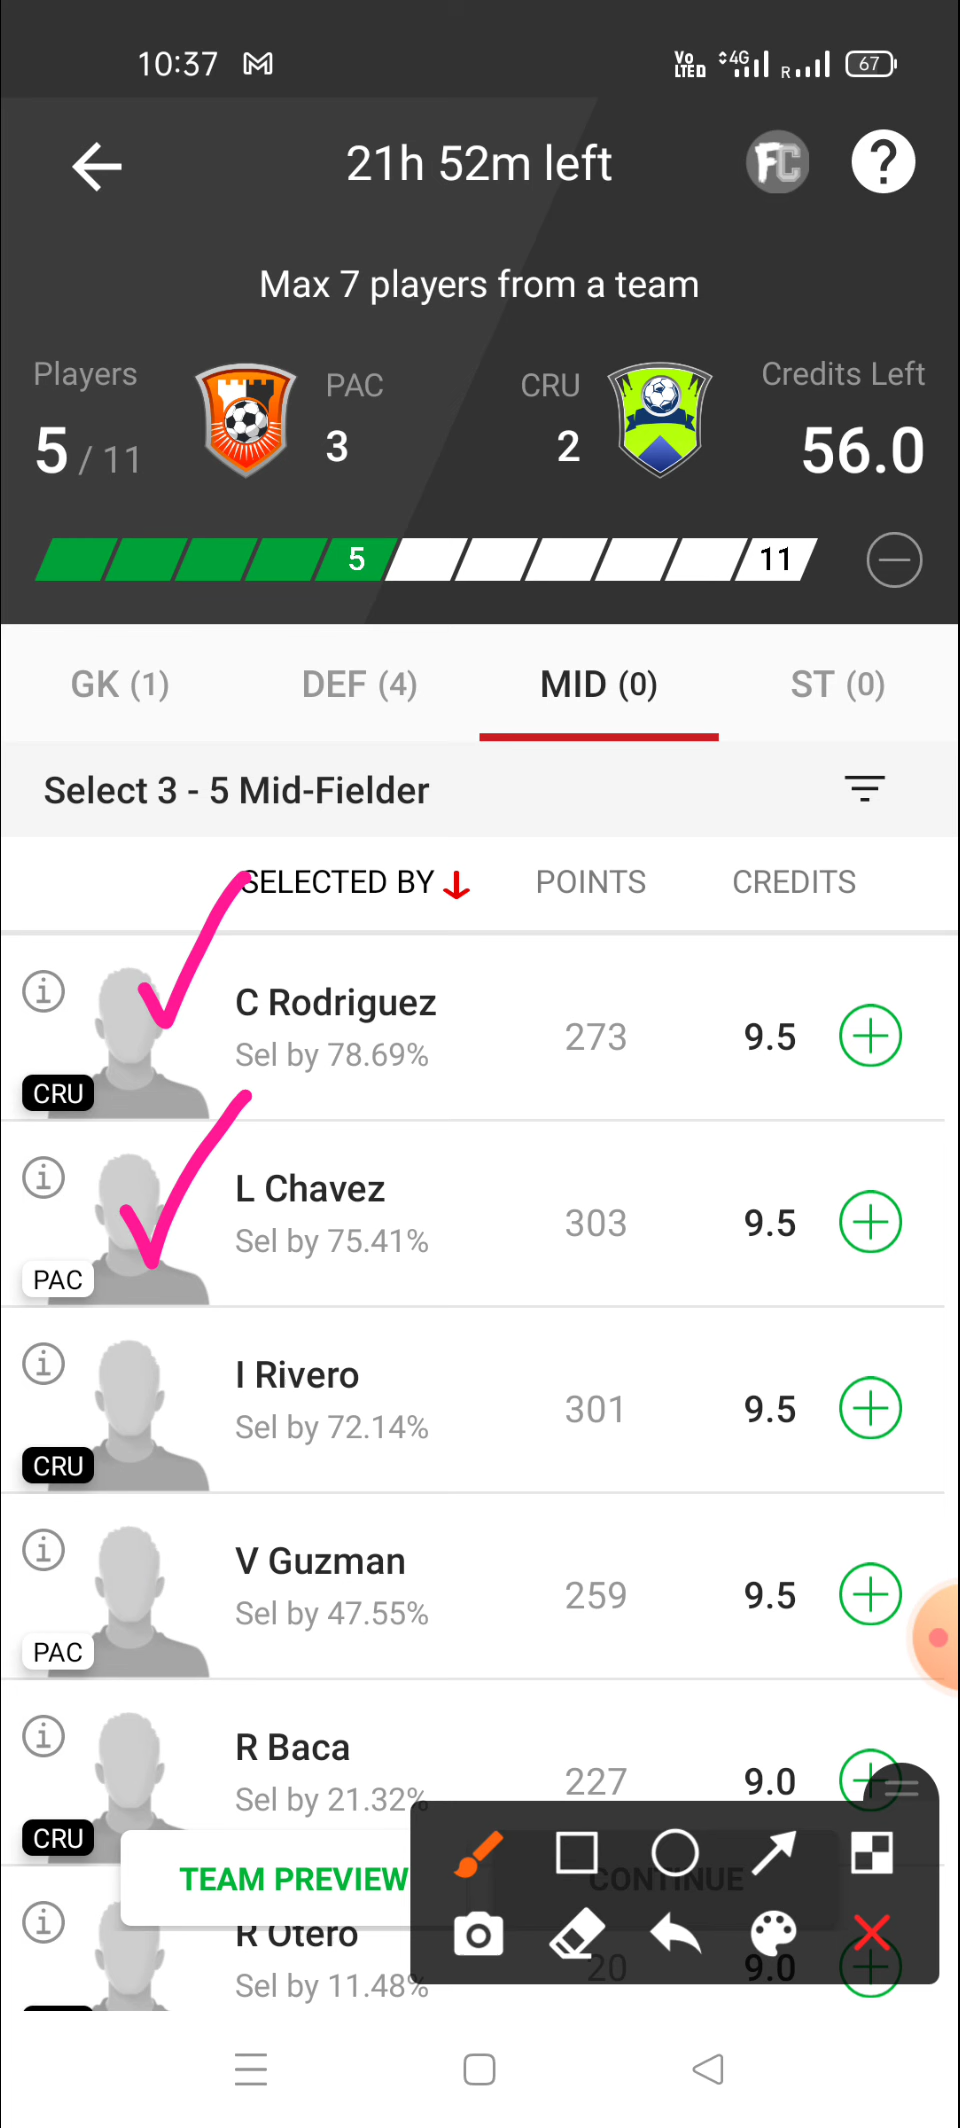 10:37
Vo LTED 4G R 67
21h 52m left
FC ?
Max 7 players from a team
Players PAC CRU Credits Left
5 / 11 3 2 56.0
5 11
GK (1) DEF (4) MID (0) ST (0)
Select 3 - 5 Mid-Fielder
SELECTED BY POINTS CREDITS
C Rodriguez
Sel by 78.69% 273 9.5
CRU
L Chavez
Sel by 75.41% 303 9.5
PAC
I Rivero
Sel by 72.14% 301 9.5
CRU
V Guzman
Sel by 47.55% 259 9.5
PAC
R Baca
Sel by 21.32% 227 9.0
CRU
TEAM PREVIEW CONTINUE
R Otero
Sel by 11.48% 20 9.0